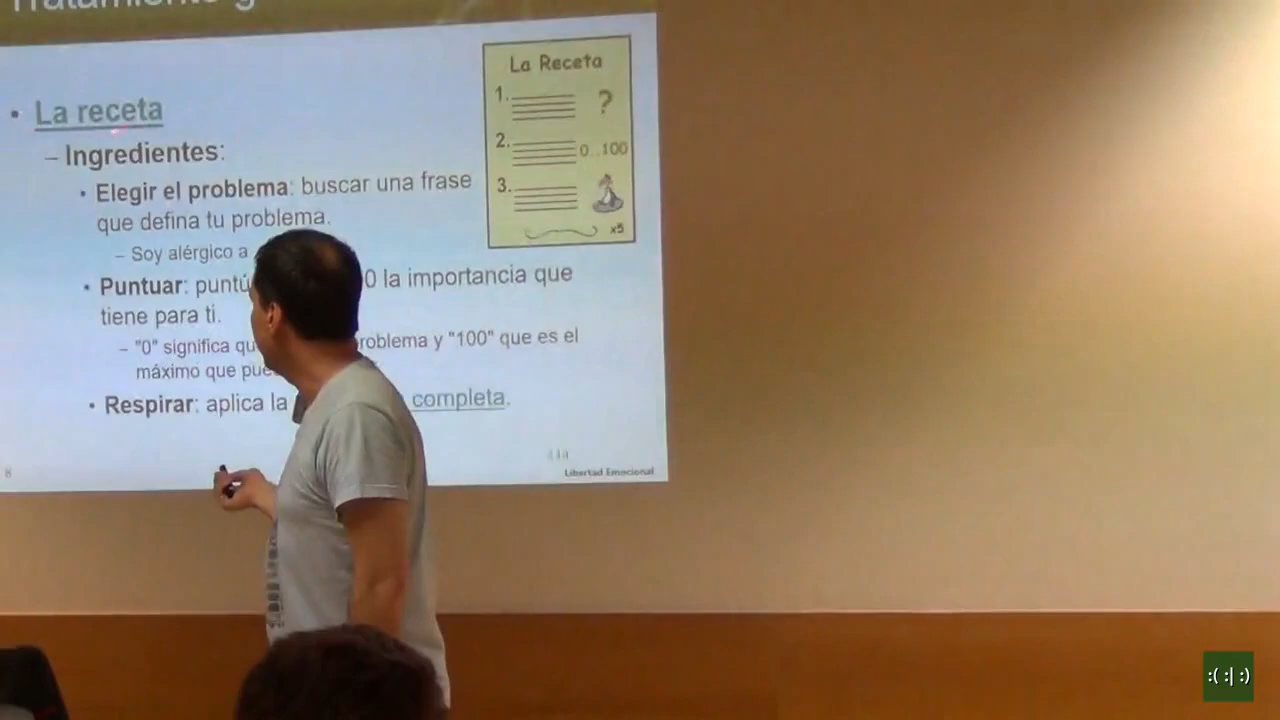 Tratamiento g
• La receta
– Ingredientes:
• Elegir el problema: buscar una frase
que defina tu problema.
– Soy alérgico a
• Puntuar: puntú 0 la importancia que
tiene para ti.
– "0" significa qu roblema y "100" que es el
máximo que pue
• Respirar: aplica la completa.
8
Libertad Emocional
La Receta
1. ?
2. 0..100
3.
x5
:( :| :)